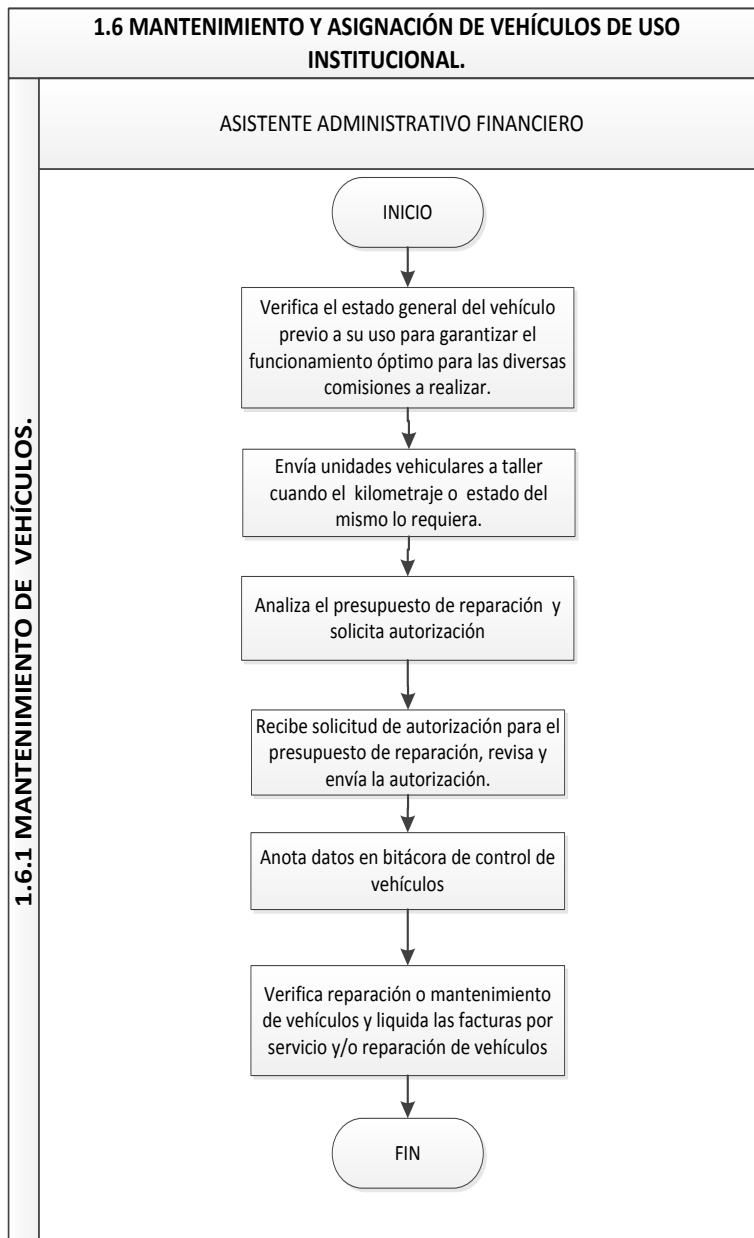 1.6 MANTENIMIENTO Y ASIGNACIÓN DE VEHÍCULOS DE USO
INSTITUCIONAL.
1.6.1 MANTENIMIENTO DE VEHÍCULOS.
ASISTENTE ADMINISTRATIVO FINANCIERO
INICIO
Verifica el estado general del vehículo
previo a su uso para garantizar el
funcionamiento óptimo para las diversas
comisiones a realizar.
Envía unidades vehiculares a taller
cuando el kilometraje o estado del
mismo lo requiera.
Analiza el presupuesto de reparación y
solicita autorización
Recibe solicitud de autorización para el
presupuesto de reparación, revisa y
envía la autorización.
Anota datos en bitácora de control de
vehículos
Verifica reparación o mantenimiento
de vehículos y liquida las facturas por
servicio y/o reparación de vehículos
FIN